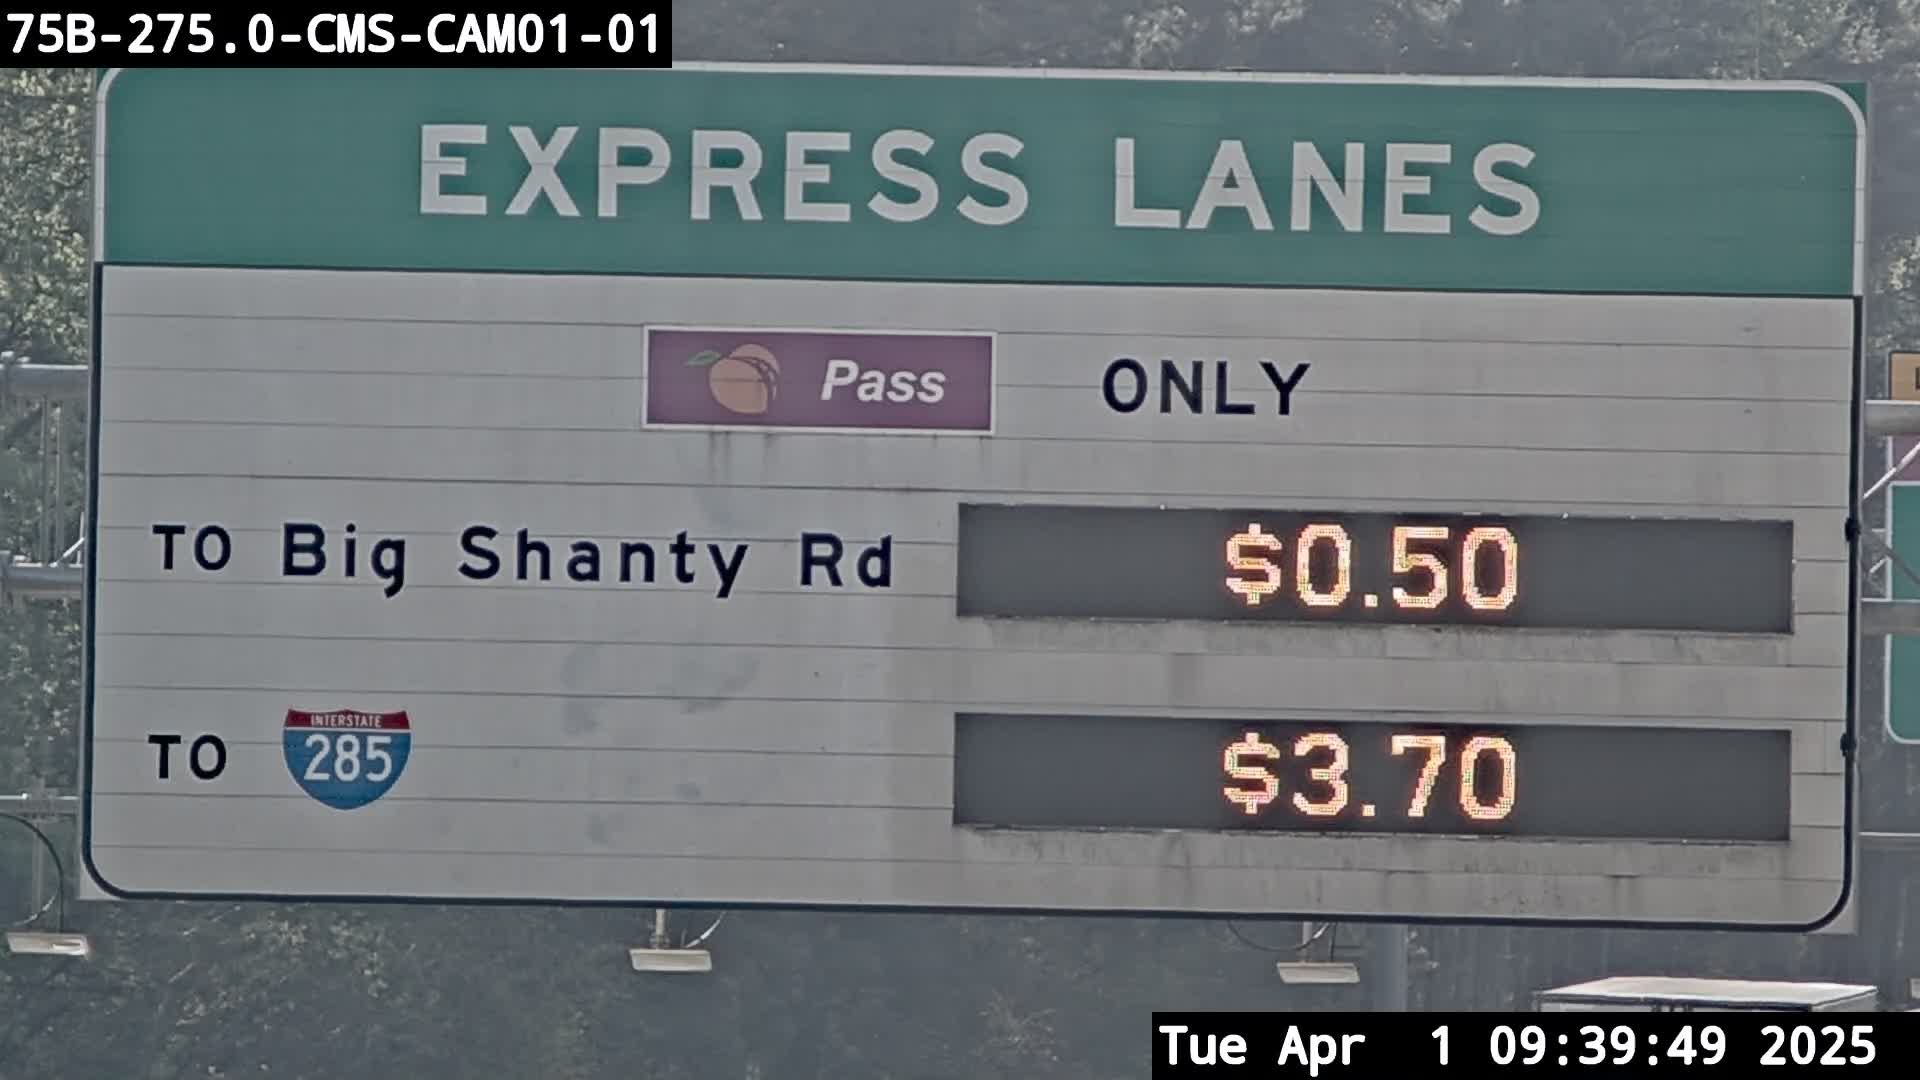 75B-275.0-CMS-CAM01-01
EXPRESS LANES
Pass ONLY
TO Big Shanty Rd $0.50
TO INTERSTATE 285 $3.70
Tue Apr 1 09:39:49 2025